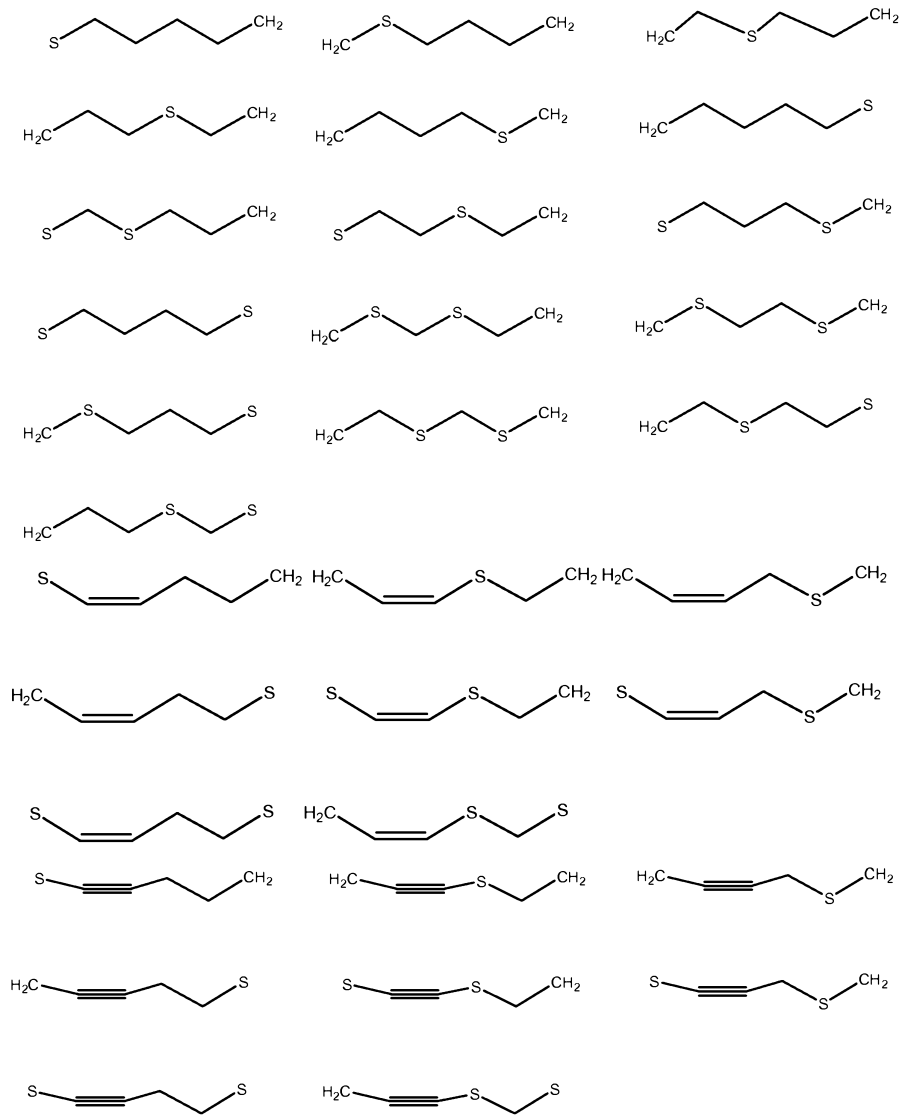 S CH₂ H₂C S CH₂ H₂C S CH₂
H₂C S CH₂ H₂C S CH₂ H₂C S
S S CH₂ S S CH₂ S S CH₂
S S H₂C S S CH₂ H₂C S S CH₂
H₂C S S H₂C S S CH₂ H₂C S S
H₂C S S
S CH₂ H₂C S CH₂ H₂C S CH₂
H₂C S S S CH₂ S S CH₂
S S H₂C S S
S CH₂ H₂C S CH₂ H₂C S CH₂
H₂C S S S CH₂ S S CH₂
S S H₂C S S